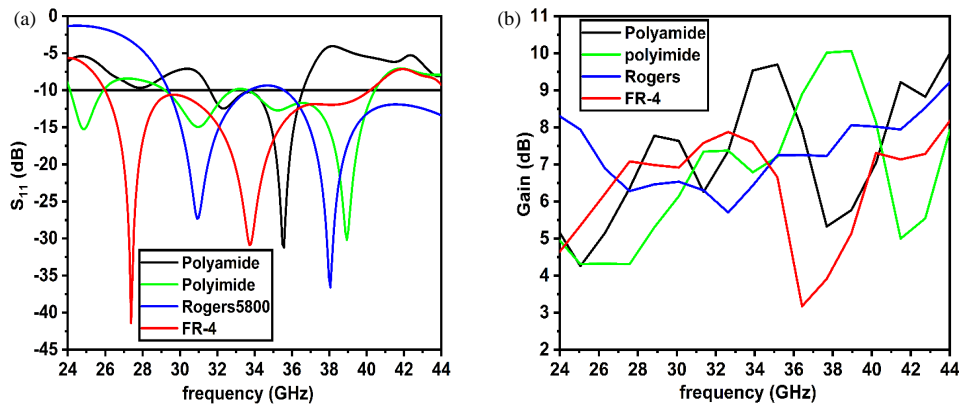 (a)
0
-5
-10
-15
-20
-25
-30
-35
-40
-45
S11 (dB)
Polyamide
Polyimide
Rogers5800
FR-4
24 26 28 30 32 34 36 38 40 42 44
frequency (GHz)
(b)
11
10
9
8
7
6
5
4
3
2
Gain (dB)
Polyamide
polyimide
Rogers
FR-4
24 26 28 30 32 34 36 38 40 42 44
frequency (GHz)